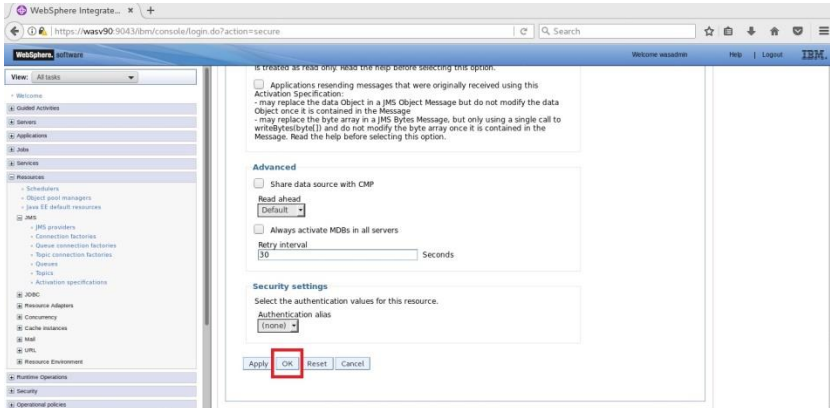 WebSphere Integrate... × +
https://wasv90:9043/ibm/console/login.do?action=secure
Search
WebSphere. software
Welcome wasadmin
Help | Logout
IBM.
View: All tasks
Welcome
Guided Activities
Servers
Applications
Jobs
Services
Resources
Schedulers
Object pool managers
Java EE default resources
JMS
JMS providers
Connection factories
Queue connection factories
Topic connection factories
Queues
Topics
Activation specifications
JDBC
Resource Adapters
Concurrency
Cache instances
Mail
URL
Resource Environment
Runtime Operations
Security
Operational policies
is treated as read only. Read the help before selecting this option.
Applications resending messages that were originally received using this
Activation Specification:
- may replace the data Object in a JMS Object Message but do not modify the data
Object once it is contained in the Message
- may replace the byte array in a JMS Bytes Message, but only using a single call to
writeBytes(byte[]) and do not modify the byte array once it is contained in the
Message. Read the help before selecting this option.
Advanced
Share data source with CMP
Read ahead
Default
Always activate MDBs in all servers
Retry interval
30 Seconds
Security settings
Select the authentication values for this resource.
Authentication alias
(none)
Apply OK Reset Cancel